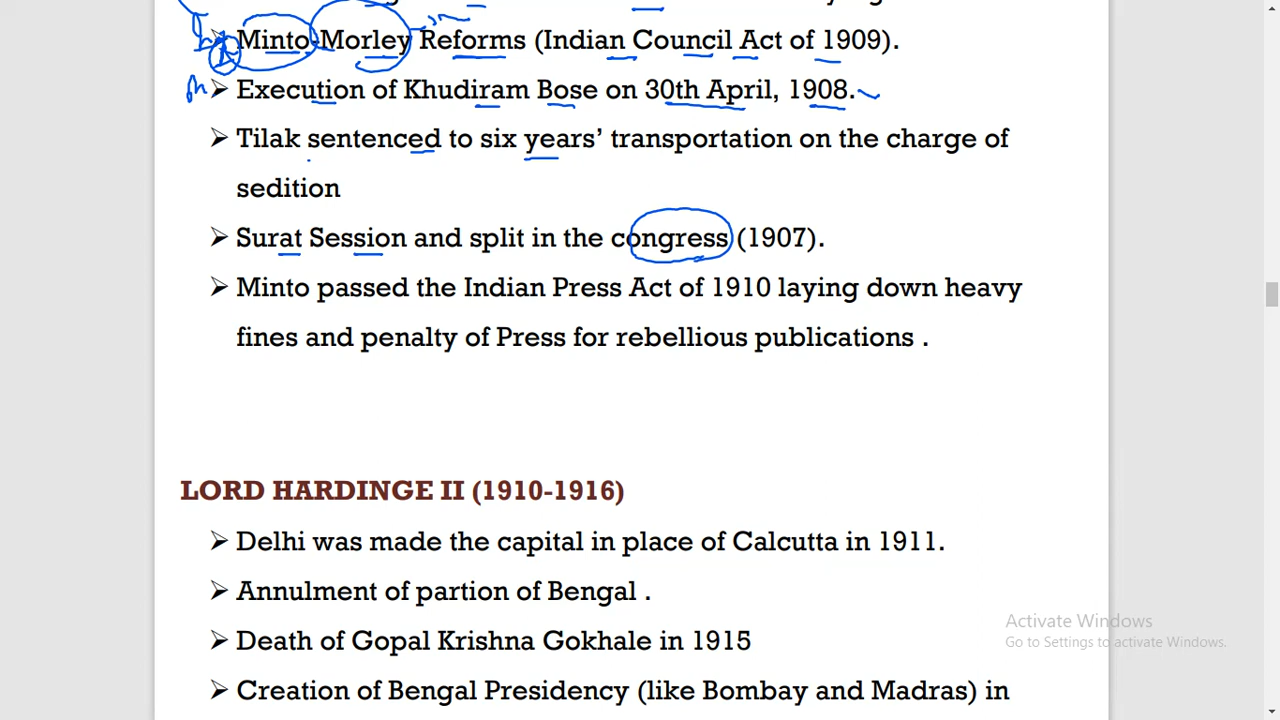 ➢ Minto-Morley Reforms (Indian Council Act of 1909).
➢ Execution of Khudiram Bose on 30th April, 1908.
➢ Tilak sentenced to six years’ transportation on the charge of
sedition
➢ Surat Session and split in the congress (1907).
➢ Minto passed the Indian Press Act of 1910 laying down heavy
fines and penalty of Press for rebellious publications .
LORD HARDINGE II (1910-1916)
➢ Delhi was made the capital in place of Calcutta in 1911.
➢ Annulment of partion of Bengal .
➢ Death of Gopal Krishna Gokhale in 1915
➢ Creation of Bengal Presidency (like Bombay and Madras) in
Activate Windows
Go to Settings to activate Windows.